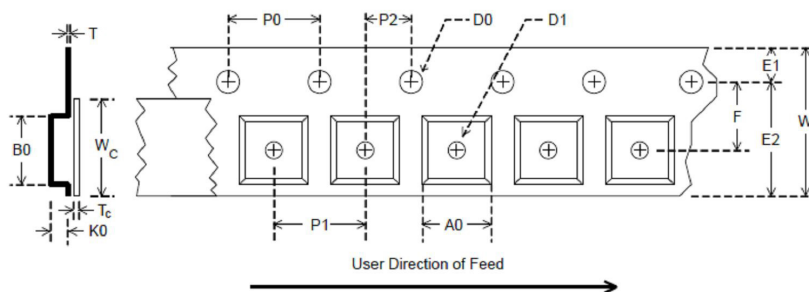 T
P0
P2
D0
D1
E1
W
F
E2
B0
WC
Tc
K0
P1
A0
User Direction of Feed